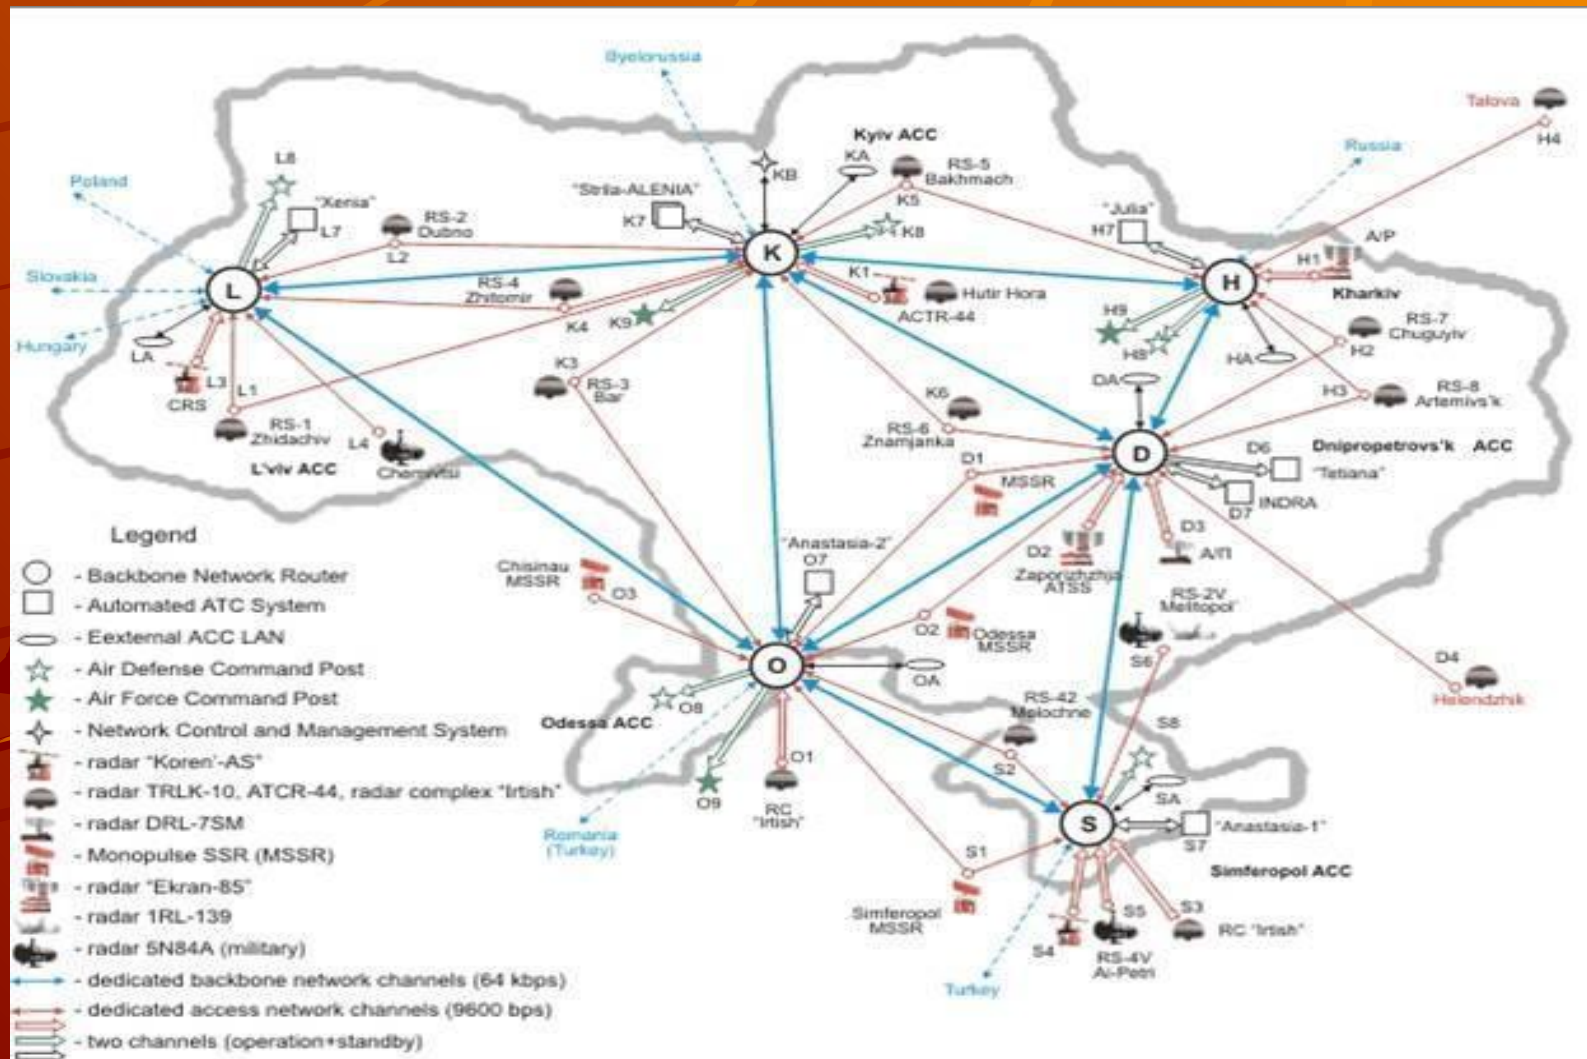 Byelorussia
Talova
H4
Kyiv ACC
KA
KB
RS-5
Bakhmach
K5
Russia
L8
Poland
"Xenia"
L7
RS-2
Dubno
L2
"Strila-ALENIA"
K7
K8
"Julia"
H7
A/P
H1
Kharkiv
K
L
H
Slovakia
RS-4
Zhitomir
K4
K9
K1
Hutir Hora
ACTR-44
H9
H8
HA
RS-7
Chuguyiv
H2
Hungary
LA
L3
CRS
L1
K3
RS-3
Bar
DA
K6
H3
RS-8
Artemivs'k
RS-1
Zhidachiv
L4
Chernivtsi
L'viv ACC
RS-6
Znamjanka
D
D1
MSSR
D6
Dnipropetrovs'k ACC
"Tetiana"
D7
INDRA
D2
Zaporizhzhja
ATSS
D3
А/П
Legend
- Backbone Network Router
- Automated ATC System
- Eexternal ACC LAN
- Air Defense Command Post
- Air Force Command Post
- Network Control and Management System
- radar "Koren'-AS"
- radar TRLK-10, ATCR-44, radar complex "Irtish"
- radar DRL-7SM
- Monopulse SSR (MSSR)
- radar "Ekran-85"
- radar 1RL-139
- radar 5N84A (military)
- dedicated backbone network channels (64 kbps)
- dedicated access network channels (9600 bps)
- two channels (operation+standby)
Chisinau
MSSR
O3
"Anastasia-2"
O7
O2
Odessa
MSSR
RS-2V
Melitopol'
S6
D4
Helendzhik
O
OA
O8
Odessa ACC
O9
O1
RC
"Irtish"
RS-42
Molochne
S2
S8
SA
Romania
(Turkey)
S
"Anastasia-1"
S7
Simferopol ACC
S1
Simferopol
MSSR
S4
S5
RS-4V
Ai-Petri
S3
RC "Irtish"
Turkey